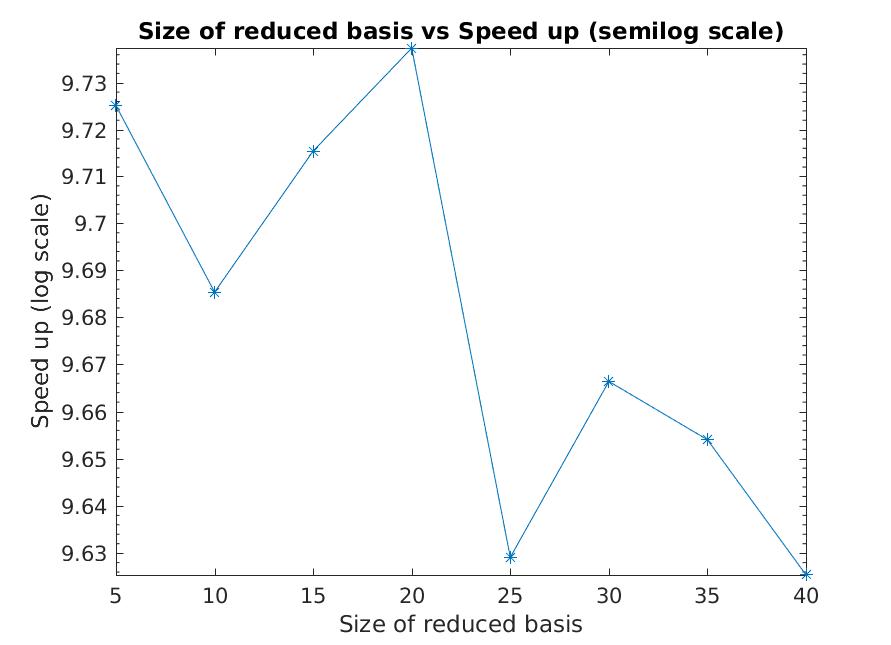 Size of reduced basis vs Speed up (semilog scale)
Speed up (log scale)
9.73
9.72
9.71
9.7
9.69
9.68
9.67
9.66
9.65
9.64
9.63
5 10 15 20 25 30 35 40
Size of reduced basis